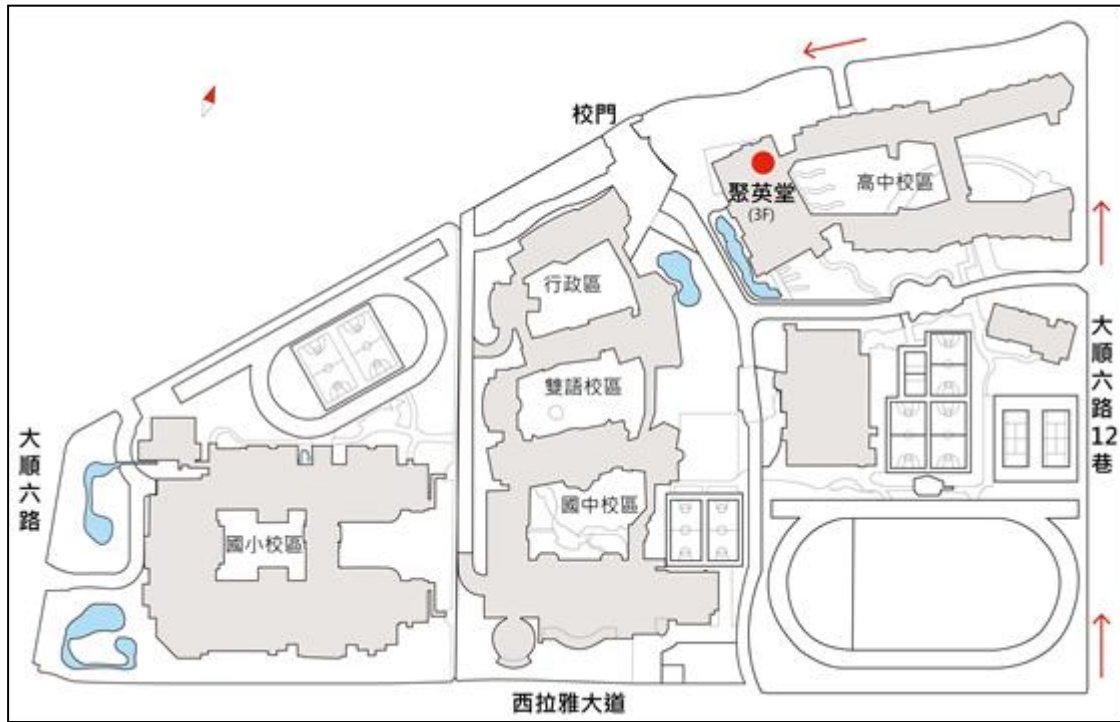 校門
聚英堂
(3F)
高中校區
行政區
雙語校區
國中校區
國小校區
大順六路
大順六路12巷
西拉雅大道